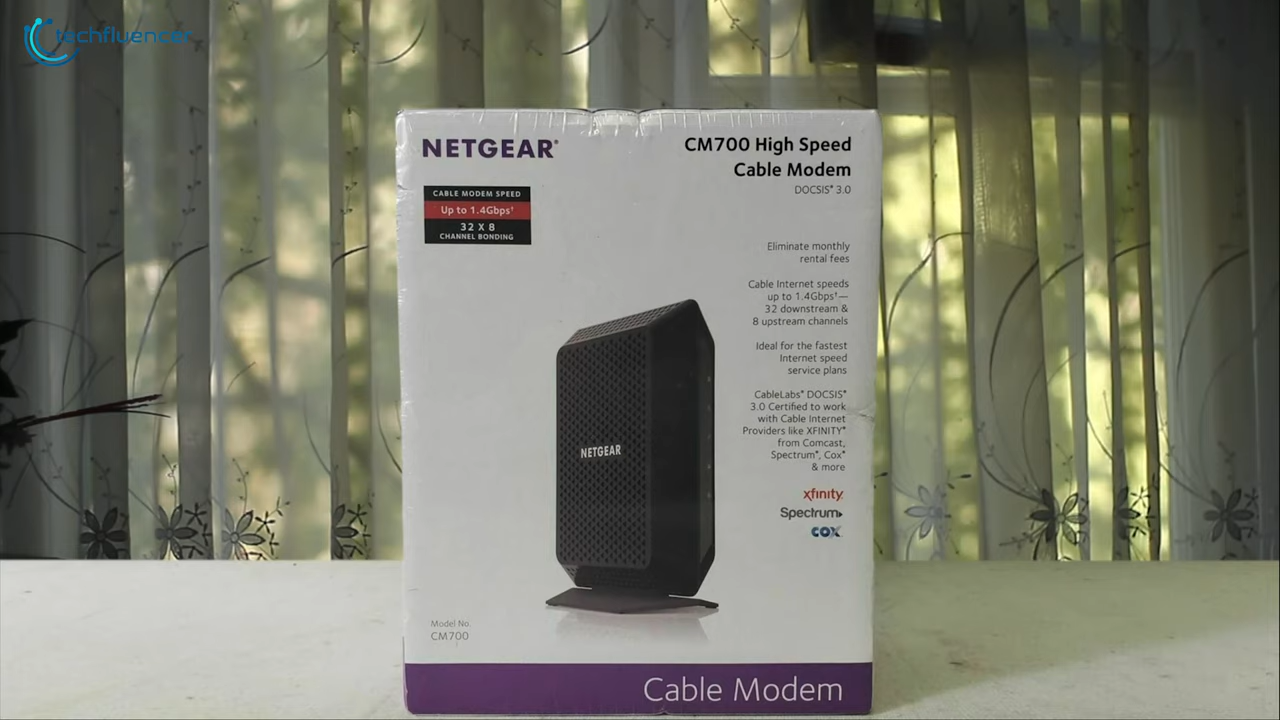 techfluencer
NETGEAR®
CM700 High Speed
Cable Modem
DOCSIS® 3.0
CABLE MODEM SPEED
Up to 1.4Gbps†
32 X 8
CHANNEL BONDING
Eliminate monthly
rental fees
Cable Internet speeds
up to 1.4Gbps†—
32 downstream &
8 upstream channels
Ideal for the fastest
Internet speed
service plans
CableLabs® DOCSIS®
3.0 Certified to work
with Cable Internet
Providers like XFINITY®
from Comcast,
Spectrum®, Cox®
& more
NETGEAR
xfinity
Spectrum
COX
Model No.
CM700
Cable Modem